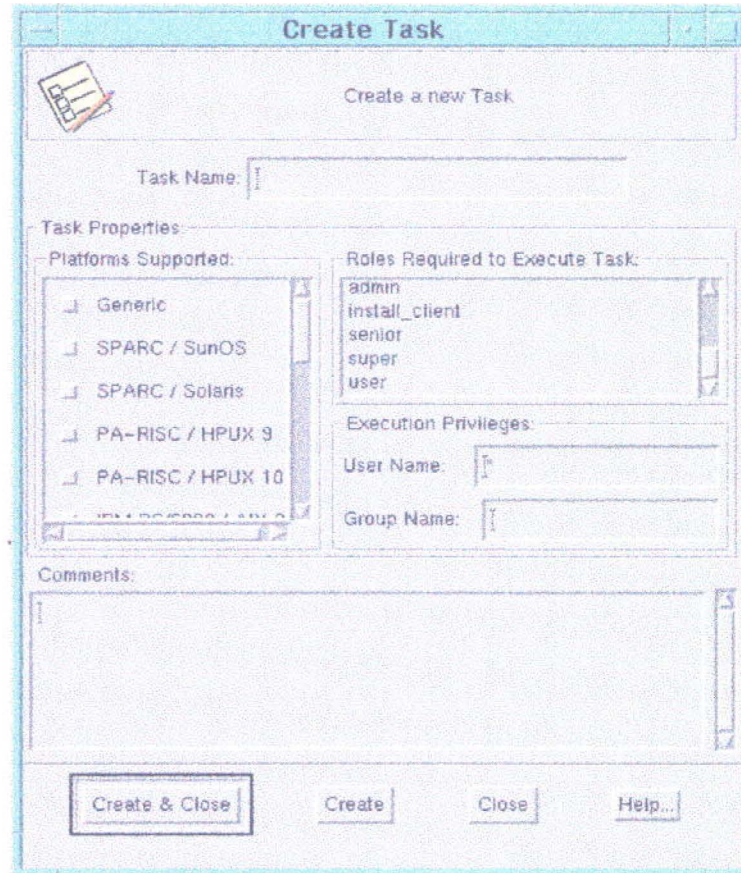 Create Task
Create a new Task
Task Name:
Task Properties:
Platforms Supported:
Generic
SPARC / SunOS
SPARC / Solaris
PA-RISC / HPUX 9
PA-RISC / HPUX 10
Roles Required to Execute Task:
admin
install_client
senior
super
user
Execution Privileges:
User Name: *
Group Name:
Comments:
Create & Close
Create
Close
Help...